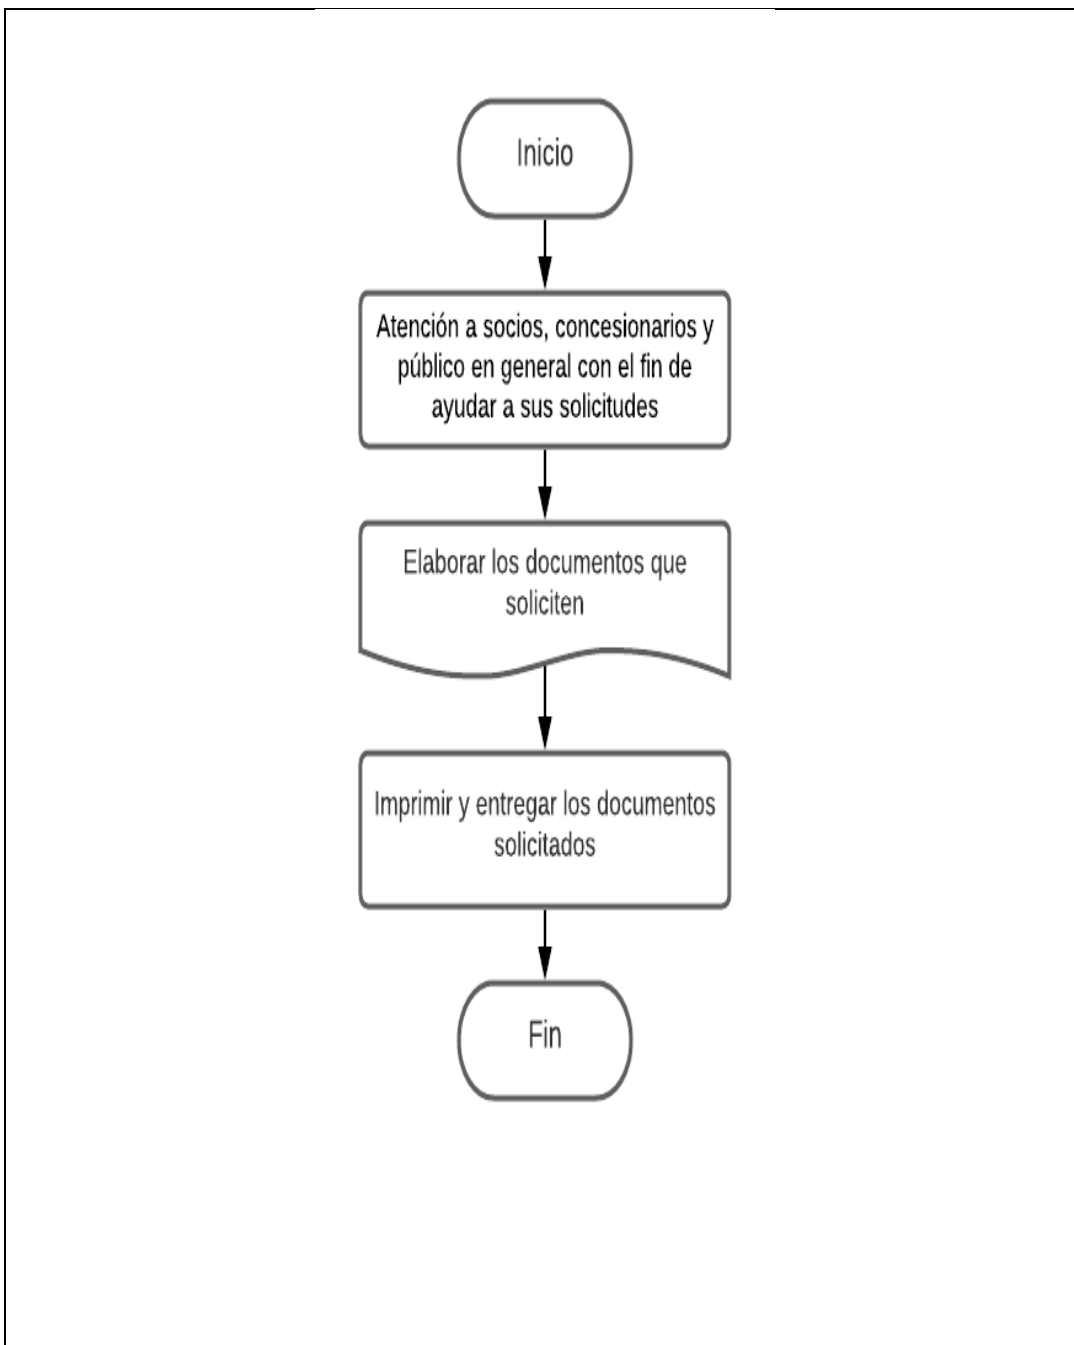 Inicio
Atención a socios, concesionarios y
público en general con el fin de
ayudar a sus solicitudes
Elaborar los documentos que
soliciten
Imprimir y entregar los documentos
solicitados
Fin